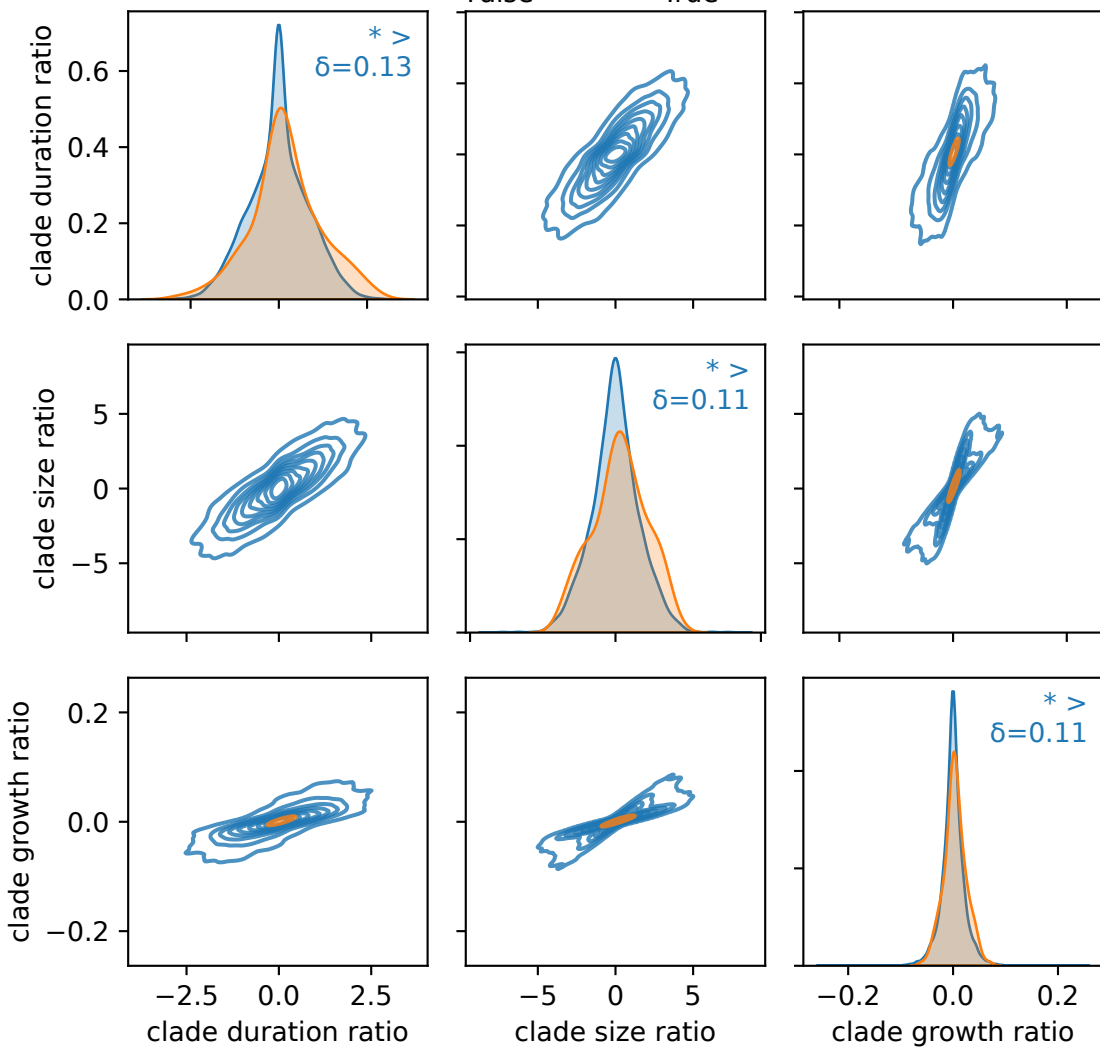 clade duration ratio
0.6
0.4
0.2
0.0
* >
δ=0.13
clade size ratio
5
0
−5
* >
δ=0.11
clade growth ratio
0.2
0.0
−0.2
* >
δ=0.11
−2.5 0.0 2.5
−5 0 5
−0.2 0.0 0.2
clade duration ratio
clade size ratio
clade growth ratio